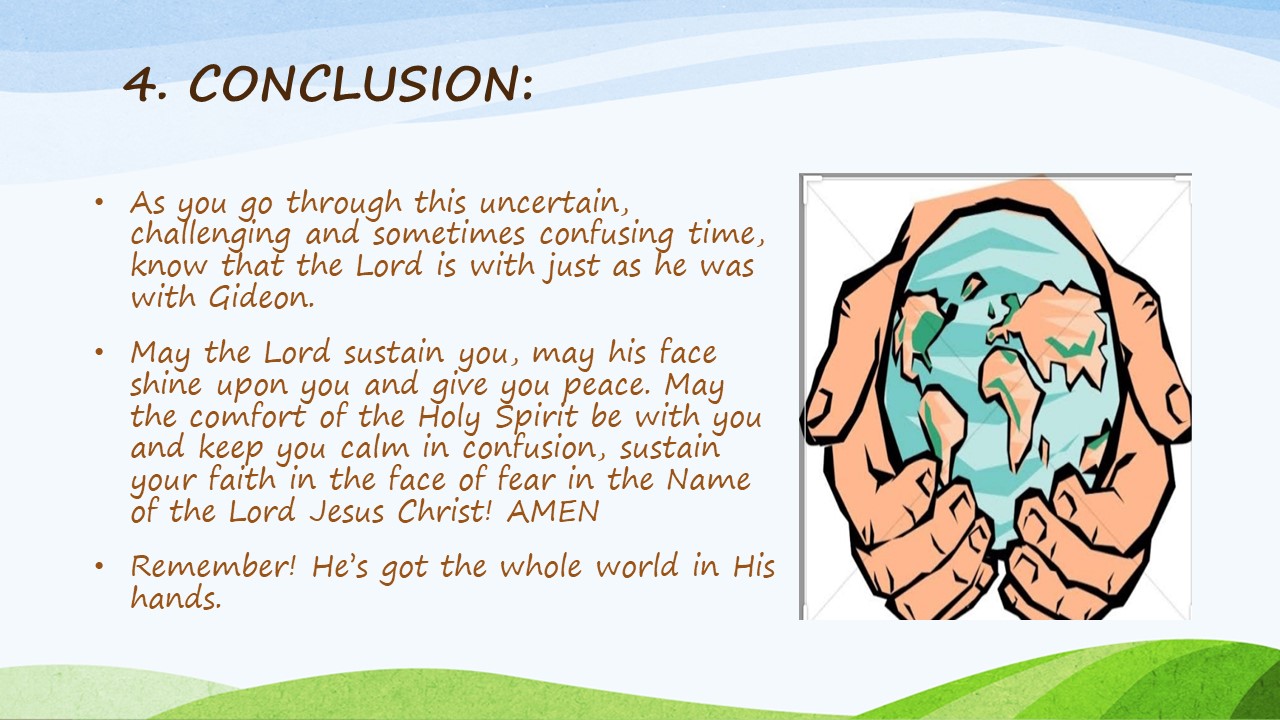 4. CONCLUSION:
• As you go through this uncertain,
challenging and sometimes confusing time,
know that the Lord is with just as he was
with Gideon.
• May the Lord sustain you, may his face
shine upon you and give you peace. May
the comfort of the Holy Spirit be with you
and keep you calm in confusion, sustain
your faith in the face of fear in the Name
of the Lord Jesus Christ! AMEN
• Remember! He’s got the whole world in His
hands.